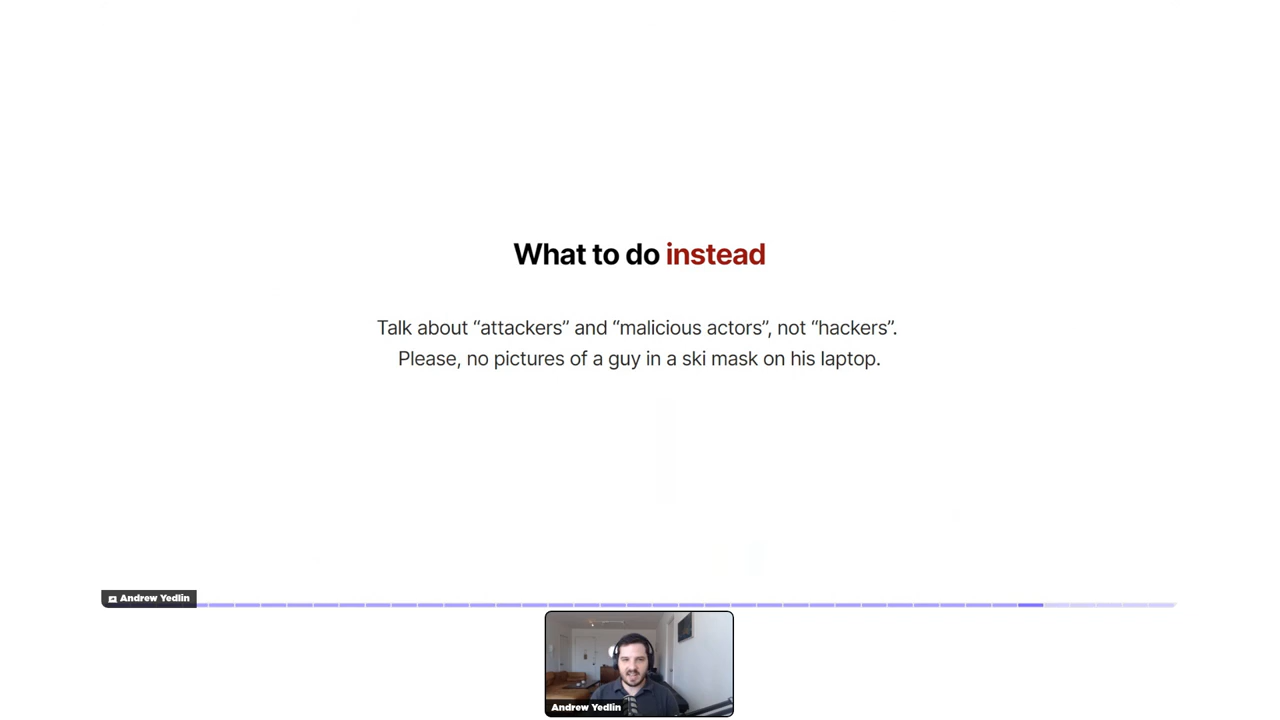 What to do instead
Talk about “attackers” and “malicious actors”, not “hackers”.
Please, no pictures of a guy in a ski mask on his laptop.
Andrew Yedlin
Andrew Yedlin